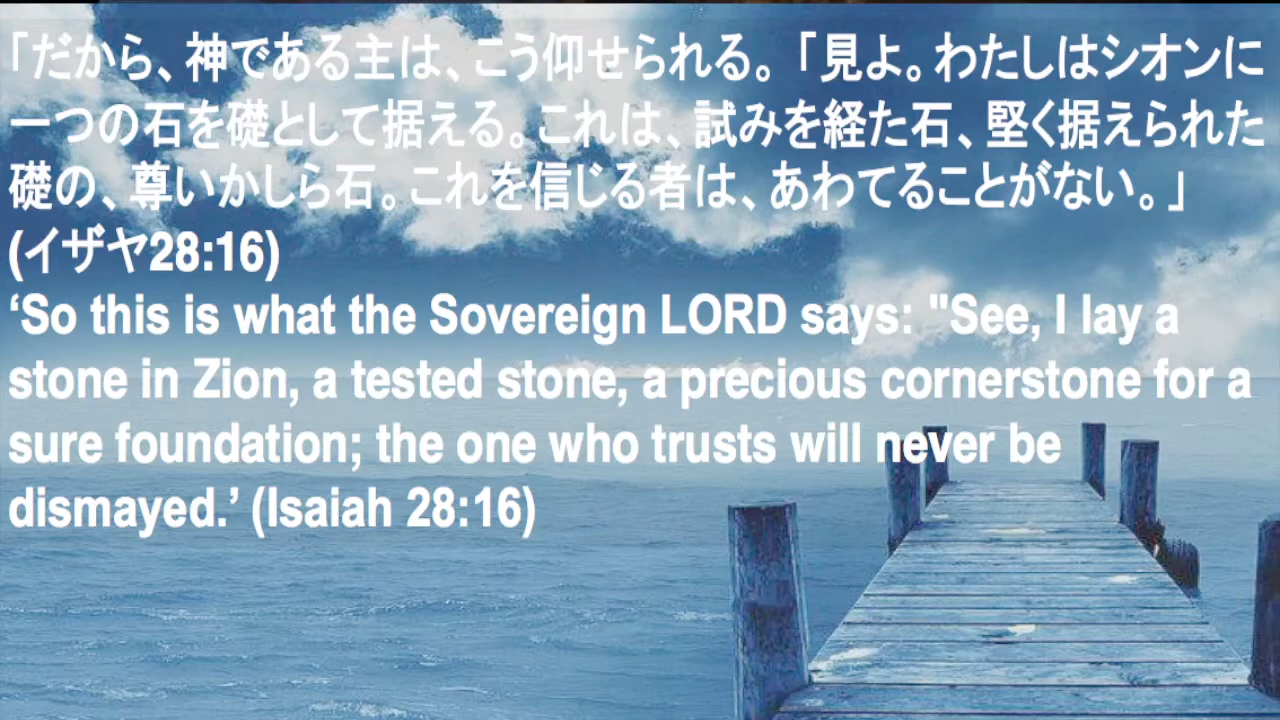 「だから、神である主は、こう仰せられる。「見よ。わたしはシオンに
一つの石を礎として据える。これは、試みを経た石、堅く据えられた
礎の、尊いかしら石。これを信じる者は、あわてることがない。」
(イザヤ28:16)
‘So this is what the Sovereign LORD says: "See, I lay a
stone in Zion, a tested stone, a precious cornerstone for a
sure foundation; the one who trusts will never be
dismayed.’ (Isaiah 28:16)